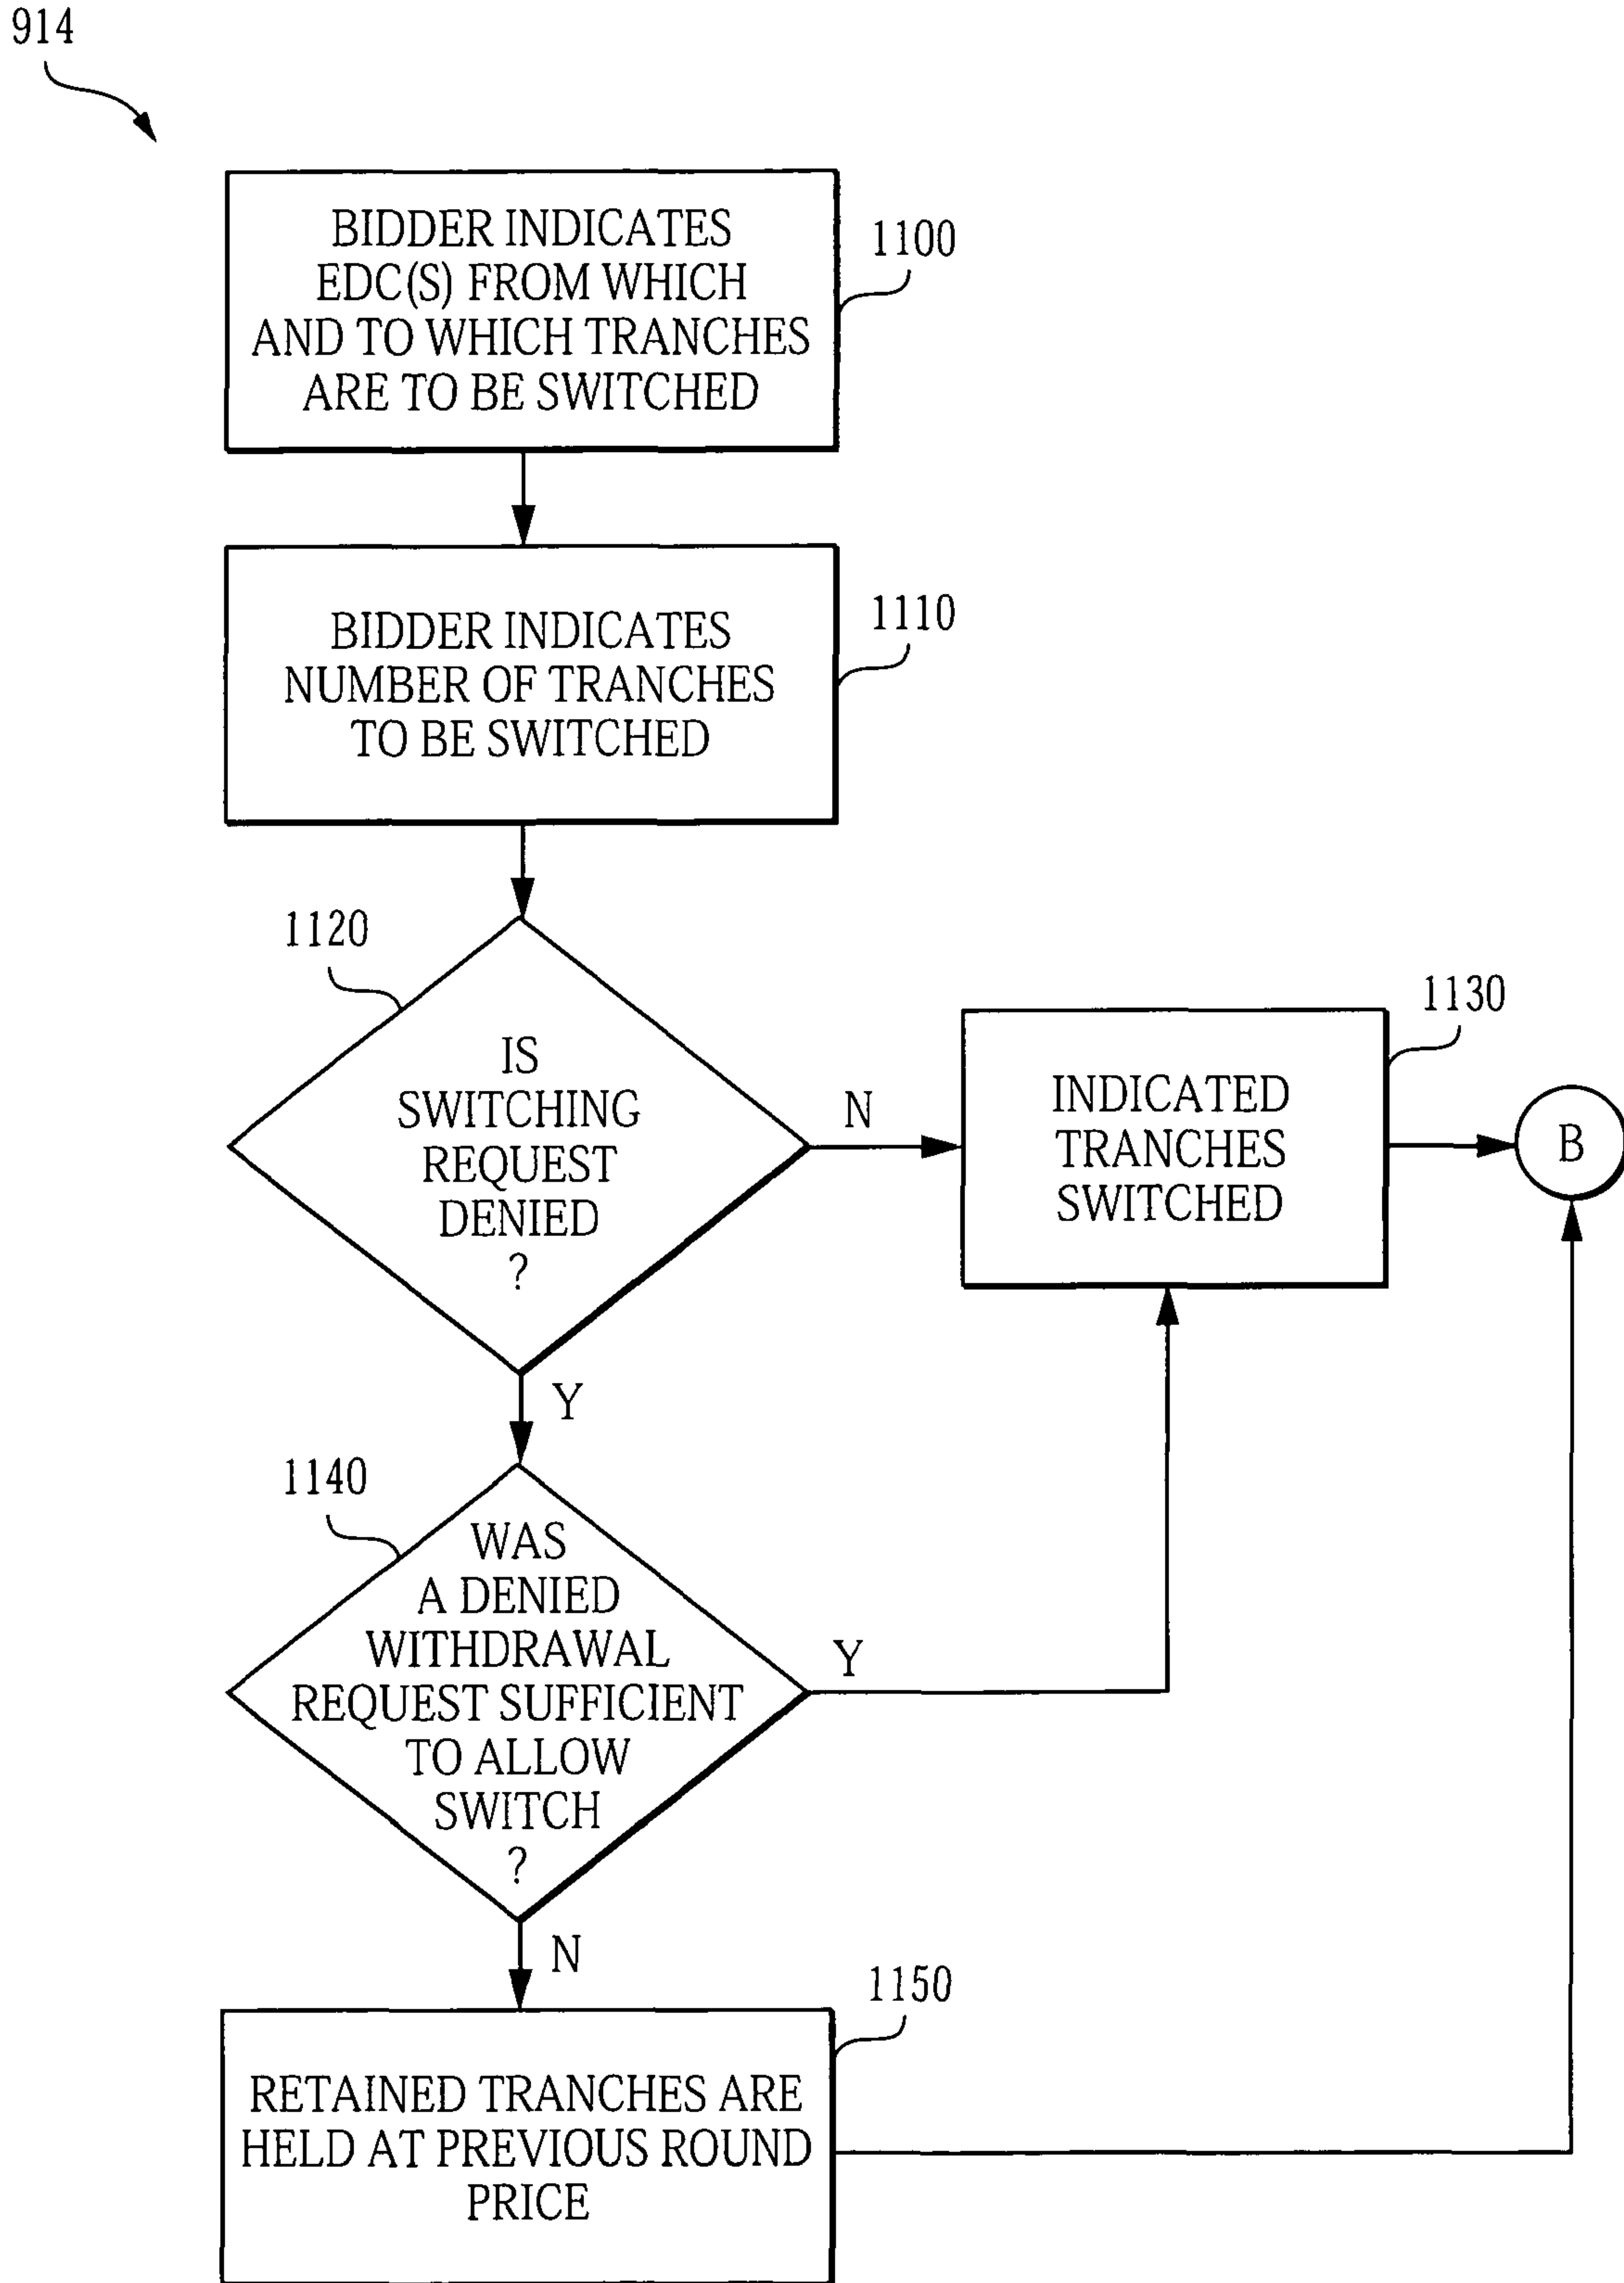 914
BIDDER INDICATES
EDC(S) FROM WHICH
AND TO WHICH TRANCHES
ARE TO BE SWITCHED
1100
BIDDER INDICATES
NUMBER OF TRANCHES
TO BE SWITCHED
1110
1120
IS
SWITCHING
REQUEST
DENIED
?
N
Y
INDICATED
TRANCHES
SWITCHED
1130
B
1140
WAS
A DENIED
WITHDRAWAL
REQUEST SUFFICIENT
TO ALLOW
SWITCH
?
Y
N
RETAINED TRANCHES ARE
HELD AT PREVIOUS ROUND
PRICE
1150